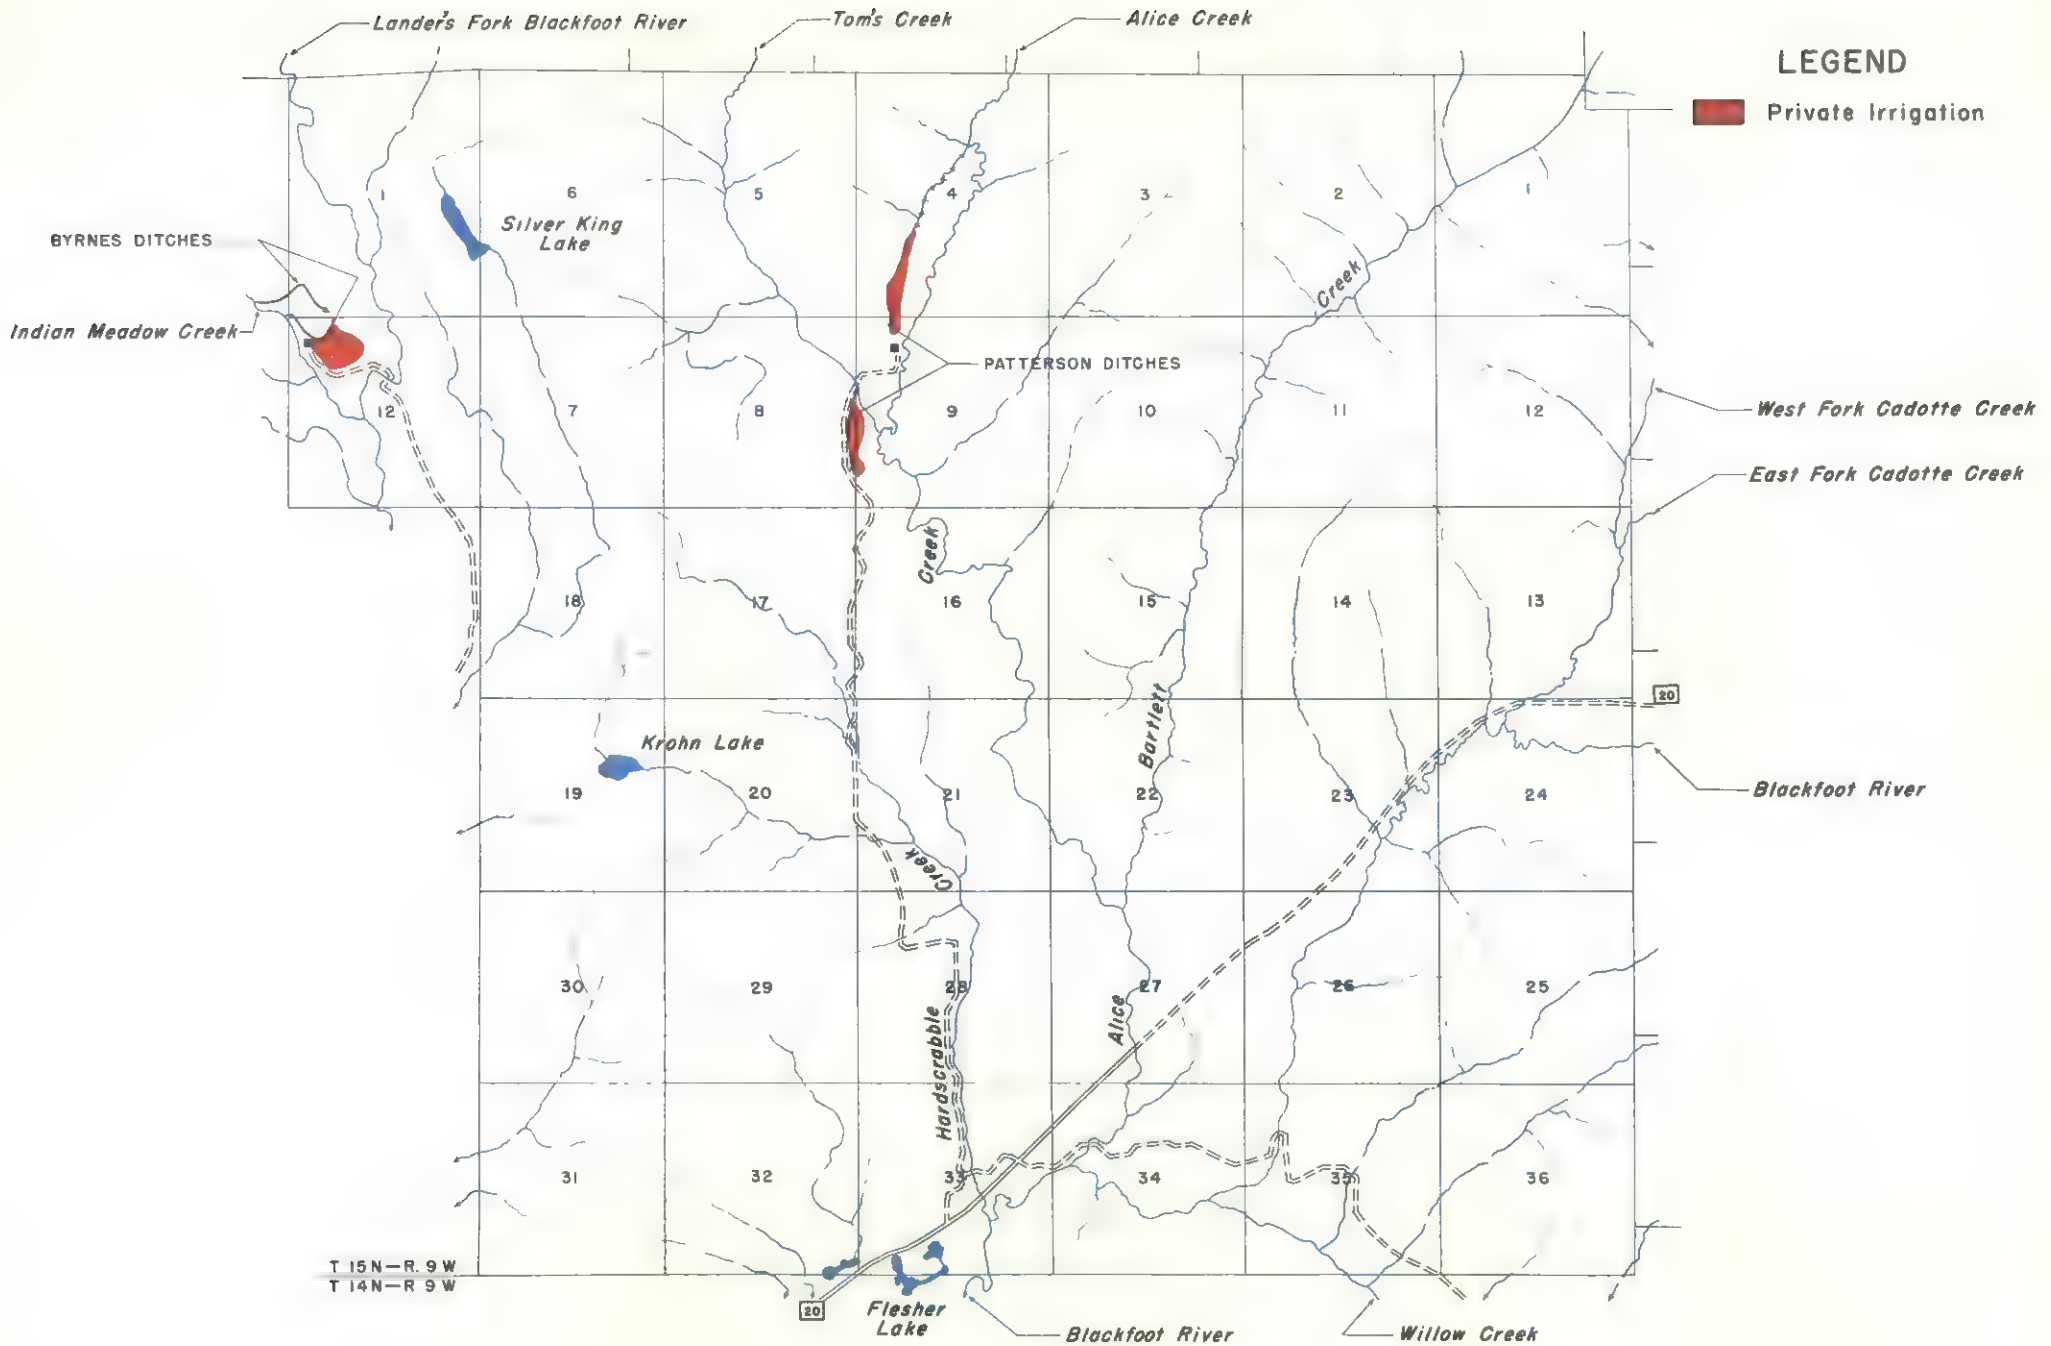 Lander's Fork Blackfoot River
Tom's Creek
Alice Creek
LEGEND
Private Irrigation
1
6
5
4
3
2
1
Silver King
Lake
BYRNES DITCHES
Creek
Indian Meadow Creek
PATTERSON DITCHES
12
7
8
9
10
11
12
West Fork Cadotte Creek
East Fork Cadotte Creek
Creek
18
17
16
15
14
13
20
Bartlett
Krohn Lake
19
20
21
22
23
24
Blackfoot River
Creek
30
29
28
27
26
25
Alice
Hardscrabble
31
32
33
34
35
36
T 15 N—R. 9 W
T 14 N—R 9 W
20
Flesher
Lake
Blackfoot River
Willow Creek